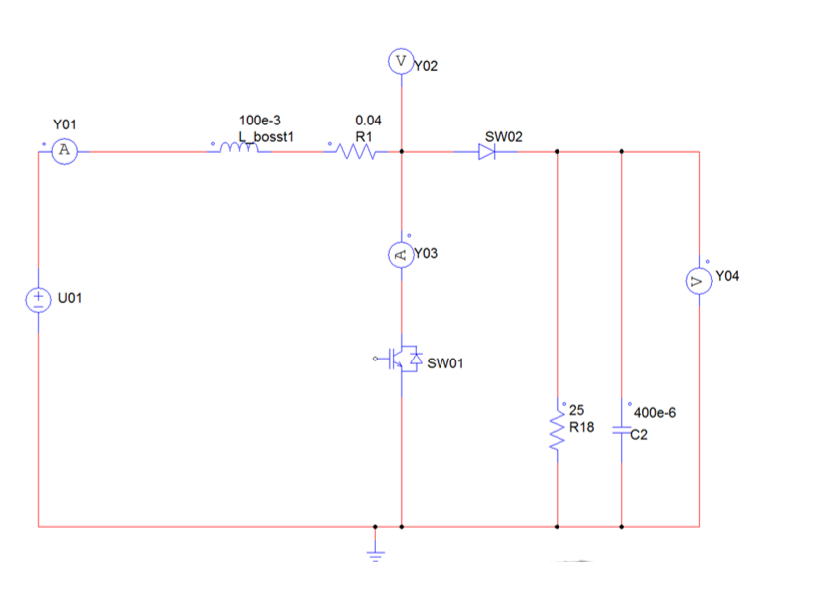 V
Y02
Y01
A
100e-3
L_bosst1
0.04
R1
SW02
A
Y03
V
Y04
U01
SW01
25
R18
400e-6
C2